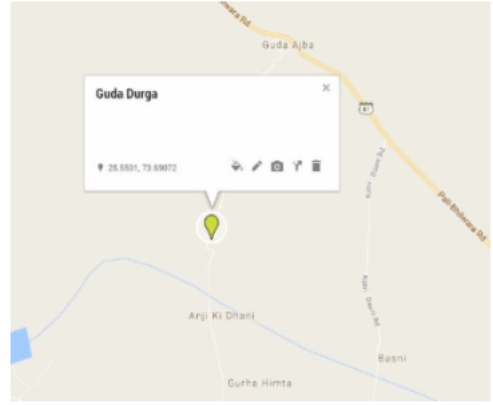 Guda Ajba
Guda Durga
25.5501, 73.69072
Anji Ki Dhani
Pali Bhilwara Rd
Basni
Gurha Himta